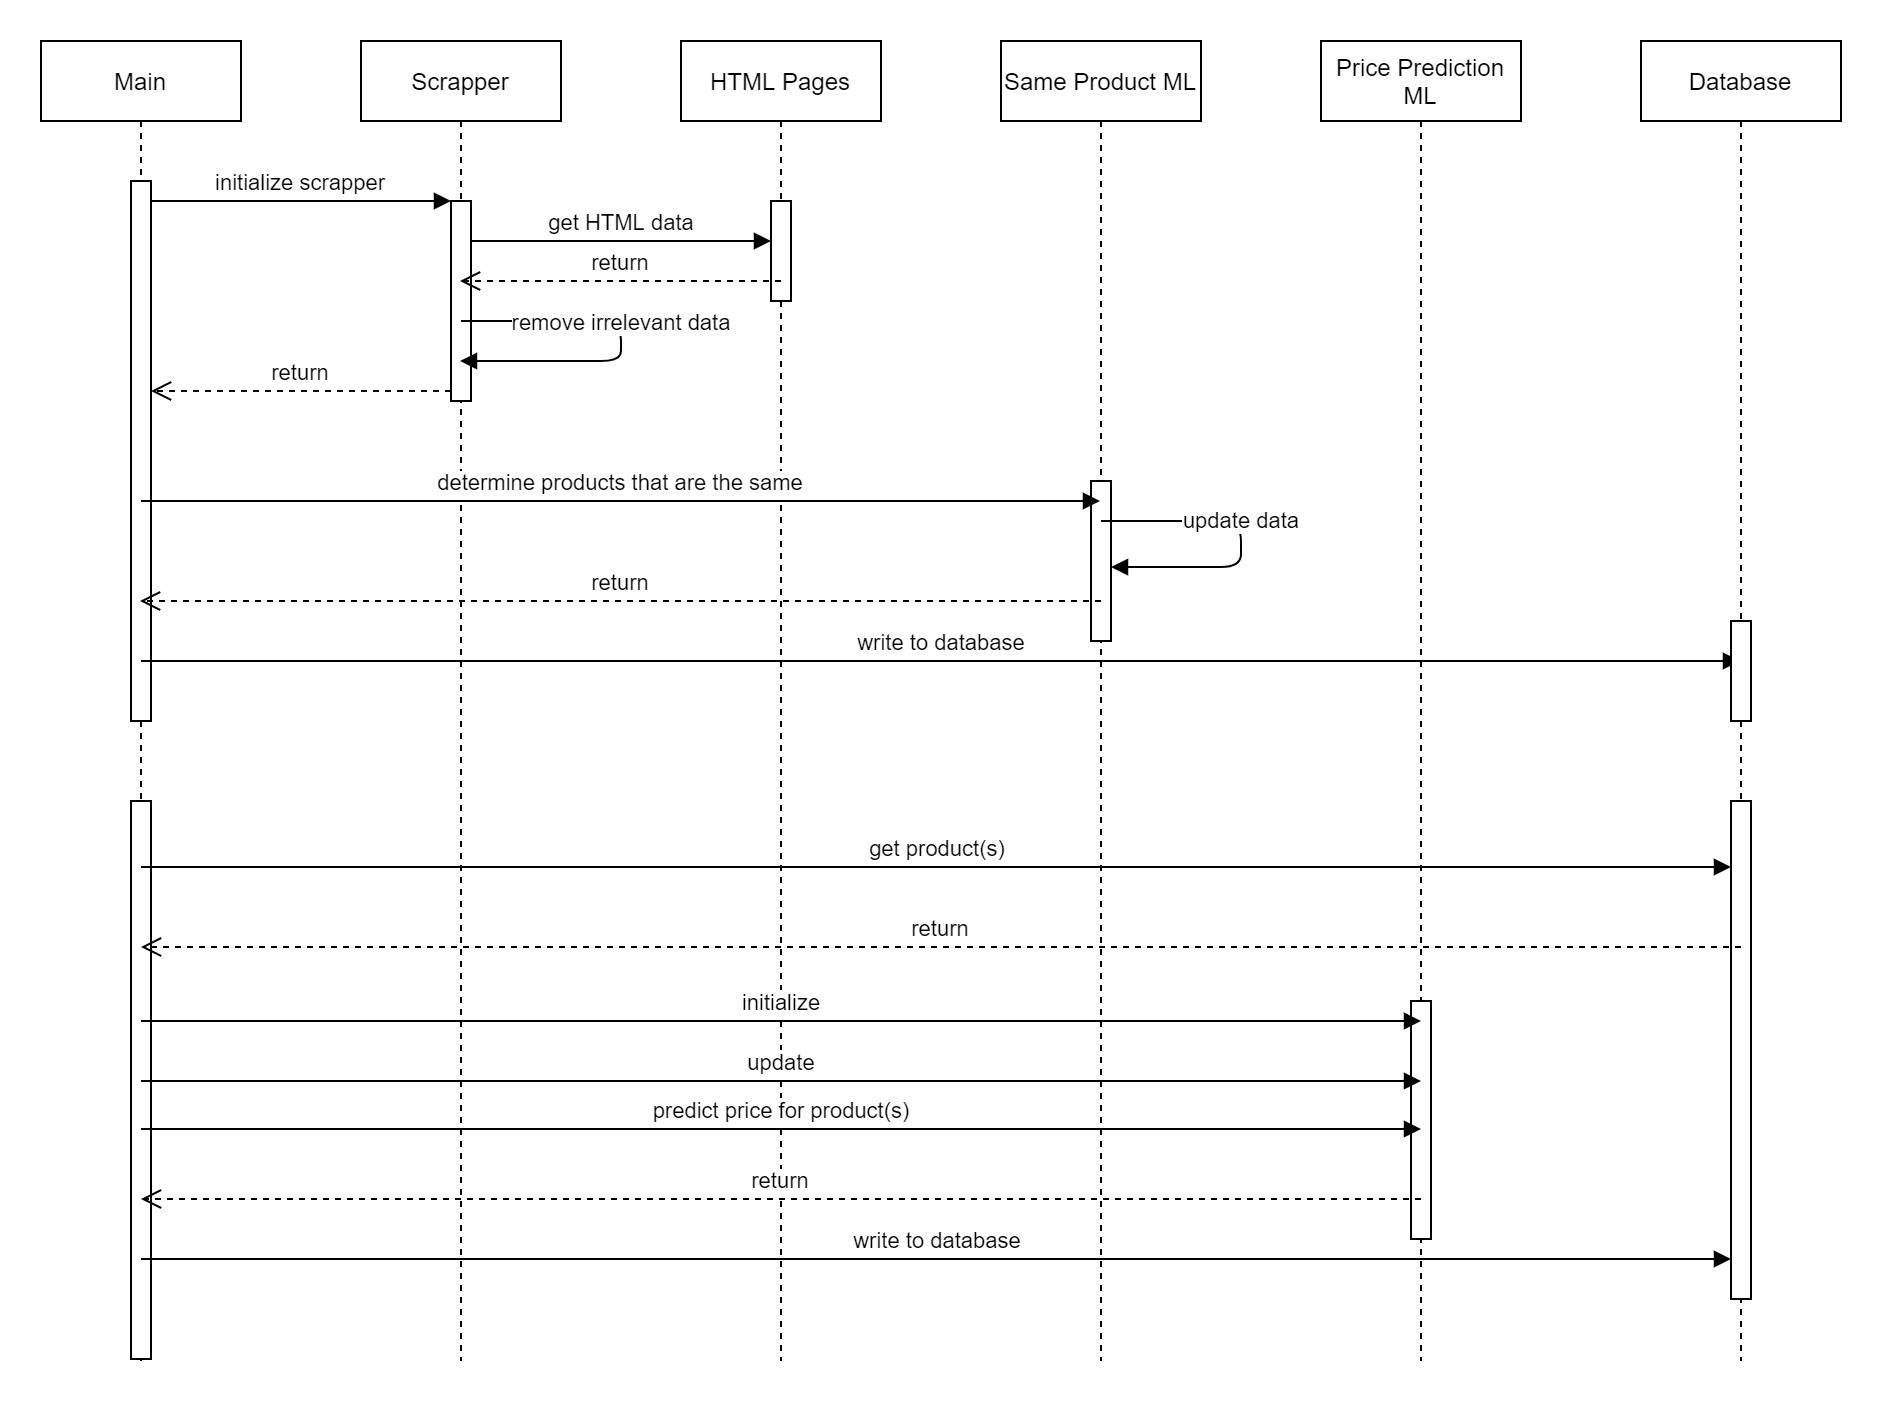 Main
Scrapper
HTML Pages
Same Product ML
Price Prediction
ML
Database
initialize scrapper
get HTML data
return
remove irrelevant data
return
determine products that are the same
update data
return
write to database
get product(s)
return
initialize
update
predict price for product(s)
return
write to database